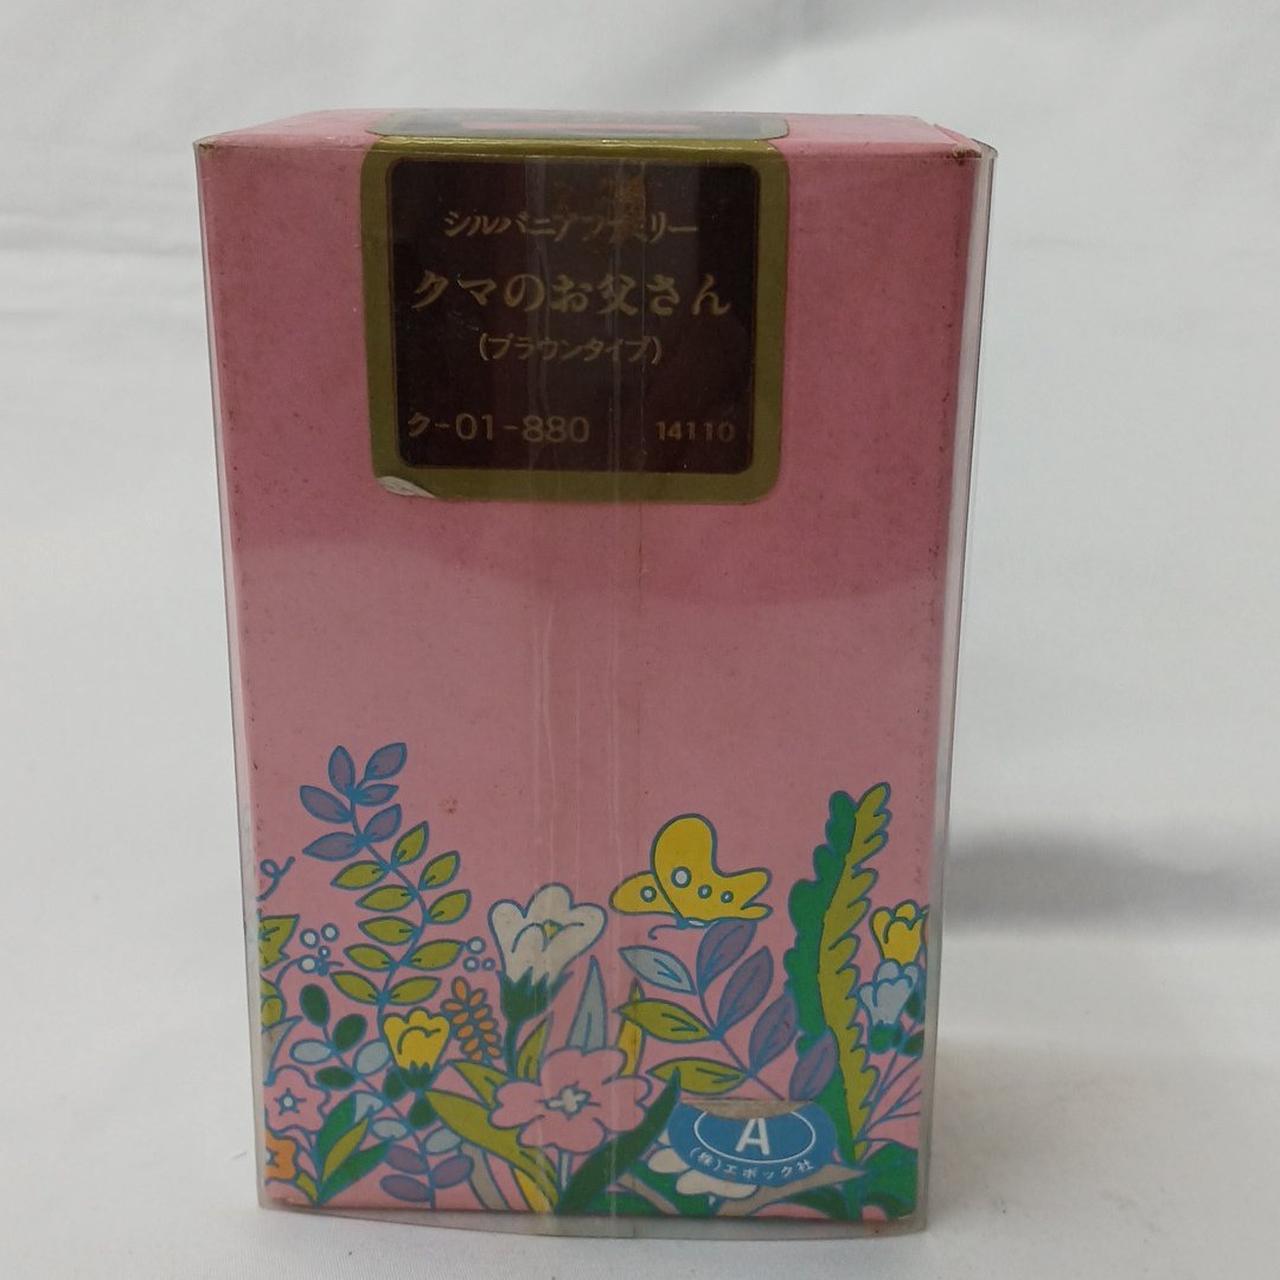 シルバニアファミリー
クマのお父さん
(ブラウンタイプ)
ク-01-880 14110
A
(株)エポック社